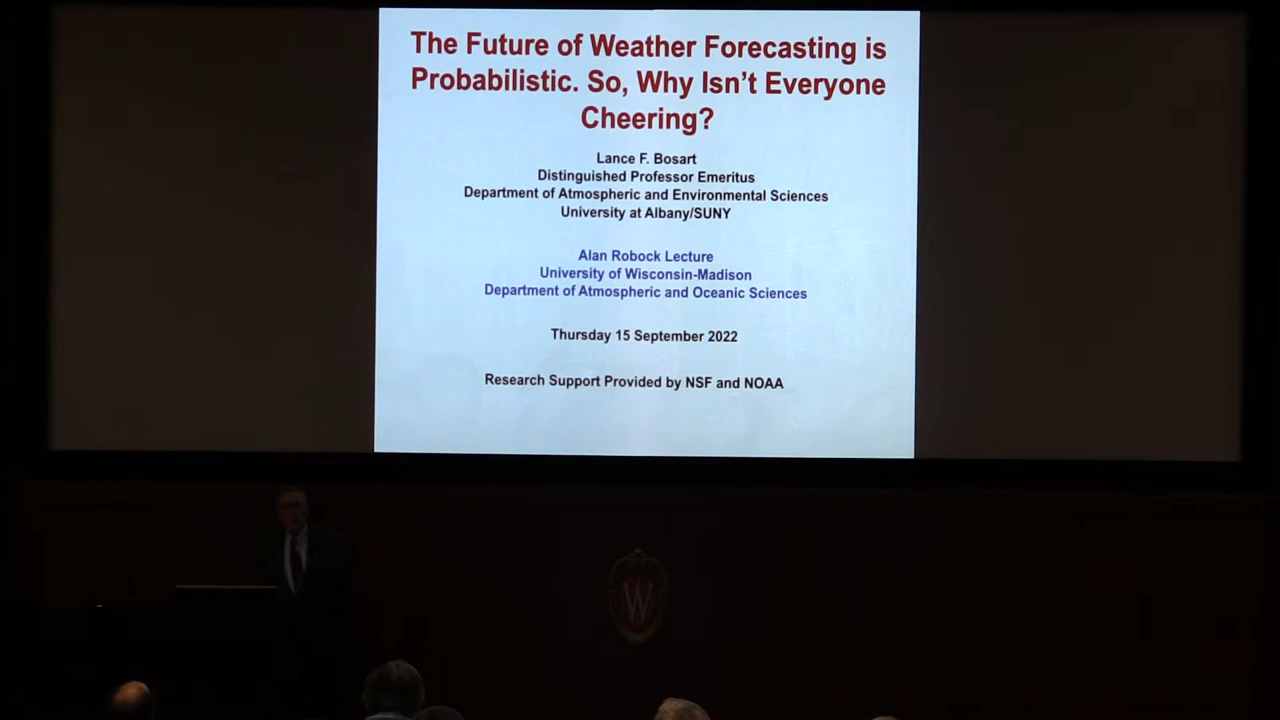 The Future of Weather Forecasting is
Probabilistic. So, Why Isn't Everyone
Cheering?
Lance F. Bosart
Distinguished Professor Emeritus
Department of Atmospheric and Environmental Sciences
University at Albany/SUNY
Alan Robock Lecture
University of Wisconsin-Madison
Department of Atmospheric and Oceanic Sciences
Thursday 15 September 2022
Research Support Provided by NSF and NOAA
W